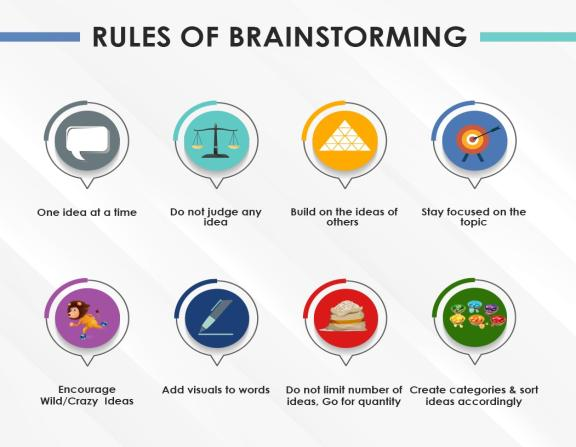 RULES OF BRAINSTORMING
One idea at a time
Do not judge any
idea
Build on the ideas of
others
Stay focused on the
topic
Encourage
Wild/Crazy Ideas
Add visuals to words
Do not limit number of
ideas, Go for quantity
Create categories & sort
ideas accordingly